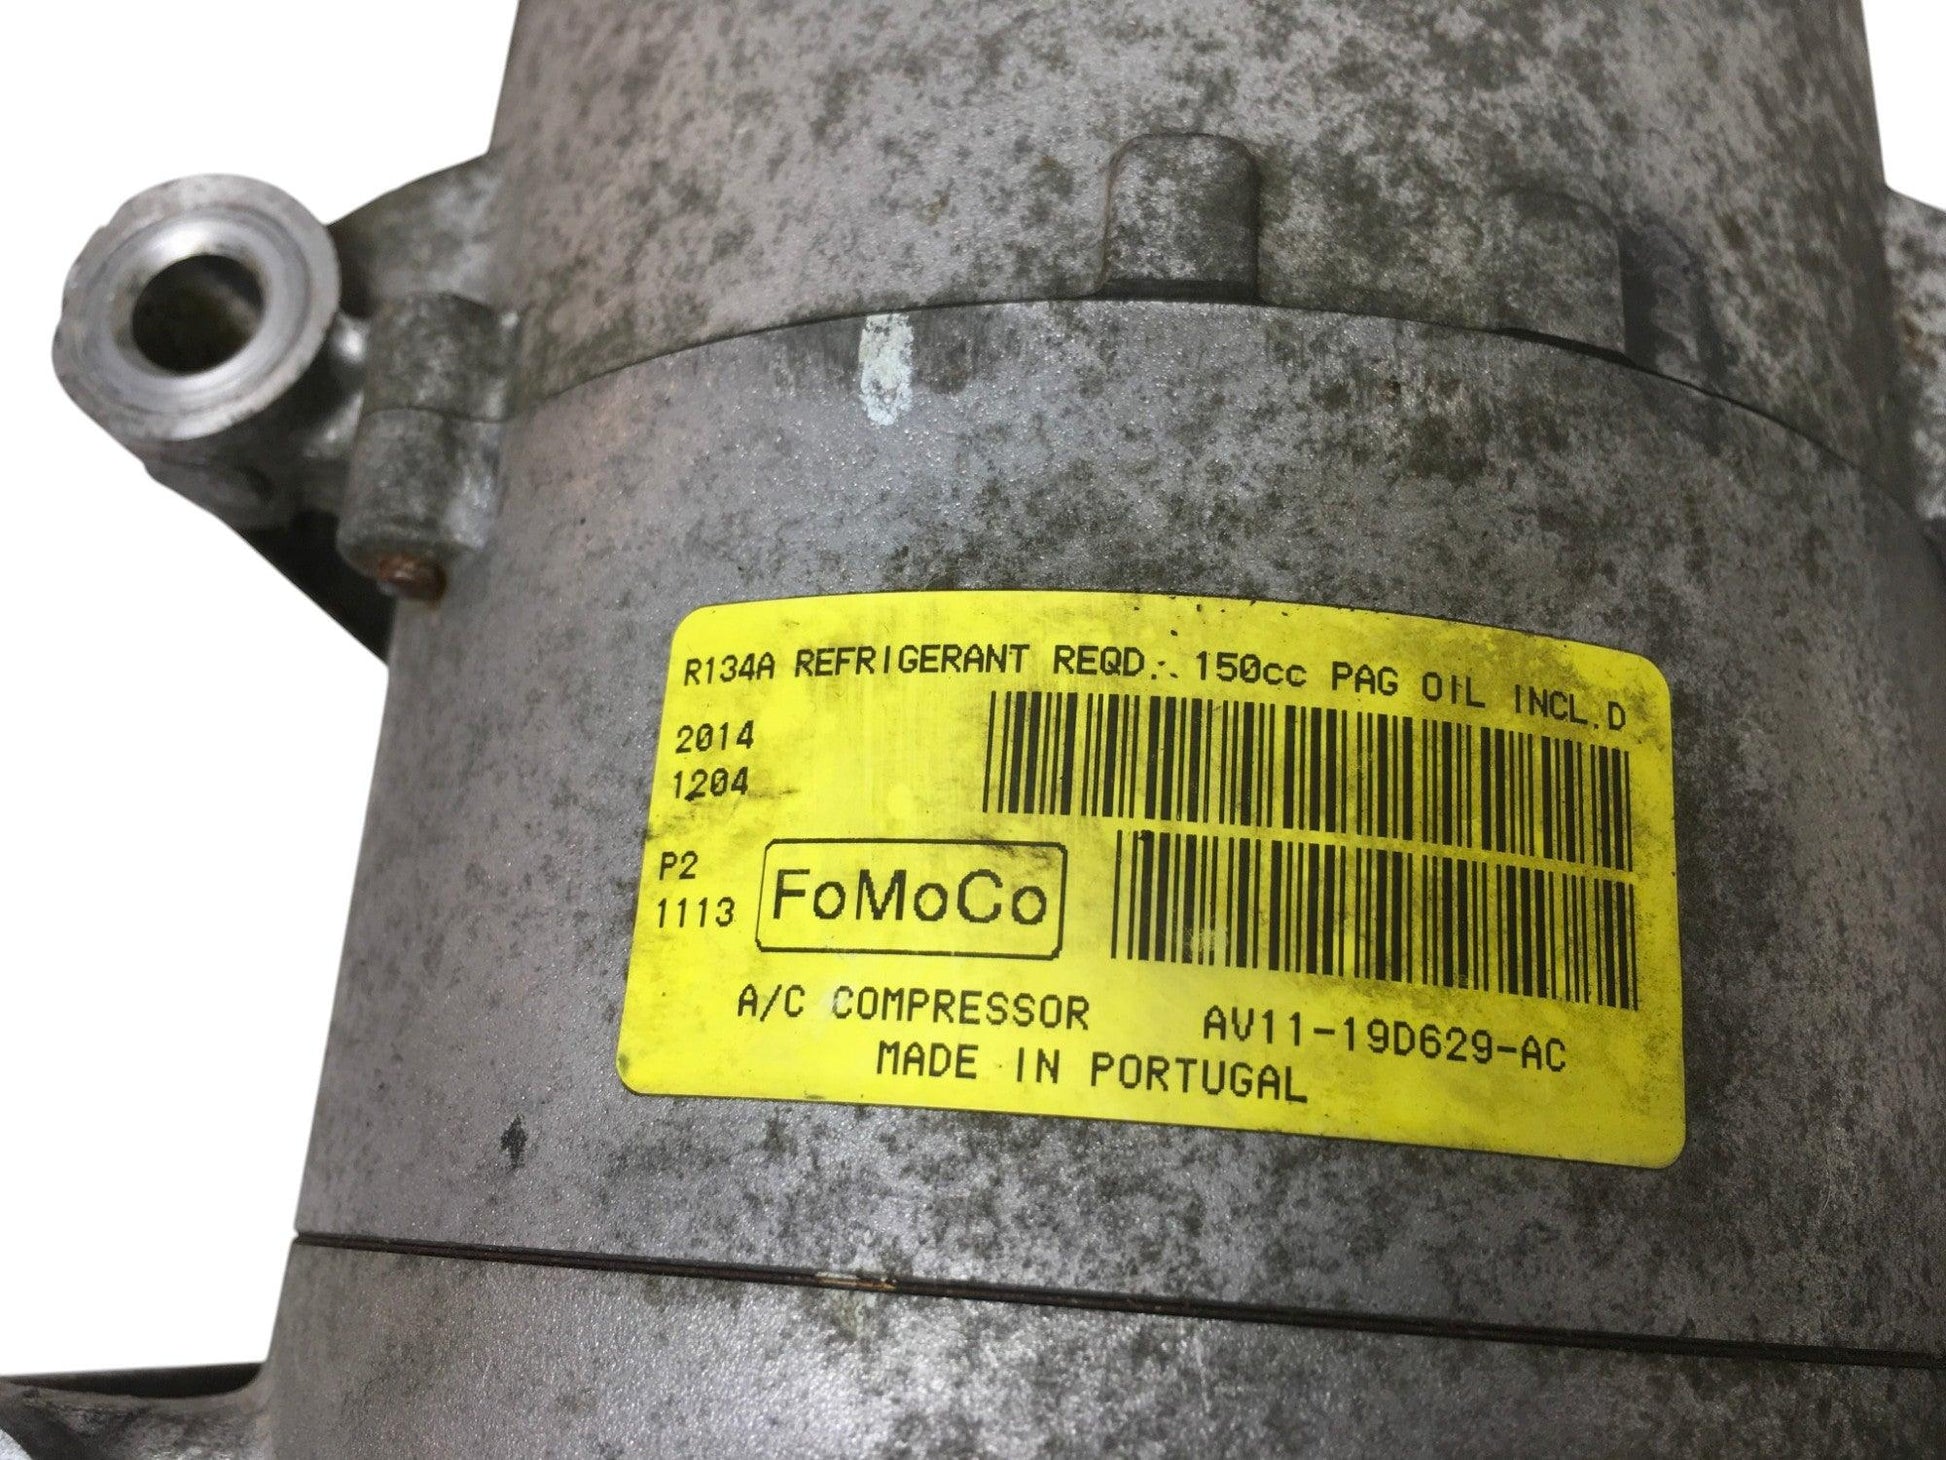 R134A REFRIGERANT REQD. 150cc PAG OIL INCL.D
2014
1204
P2
1113
FoMoCo
A/C COMPRESSOR AV11-19D629-AC
MADE IN PORTUGAL